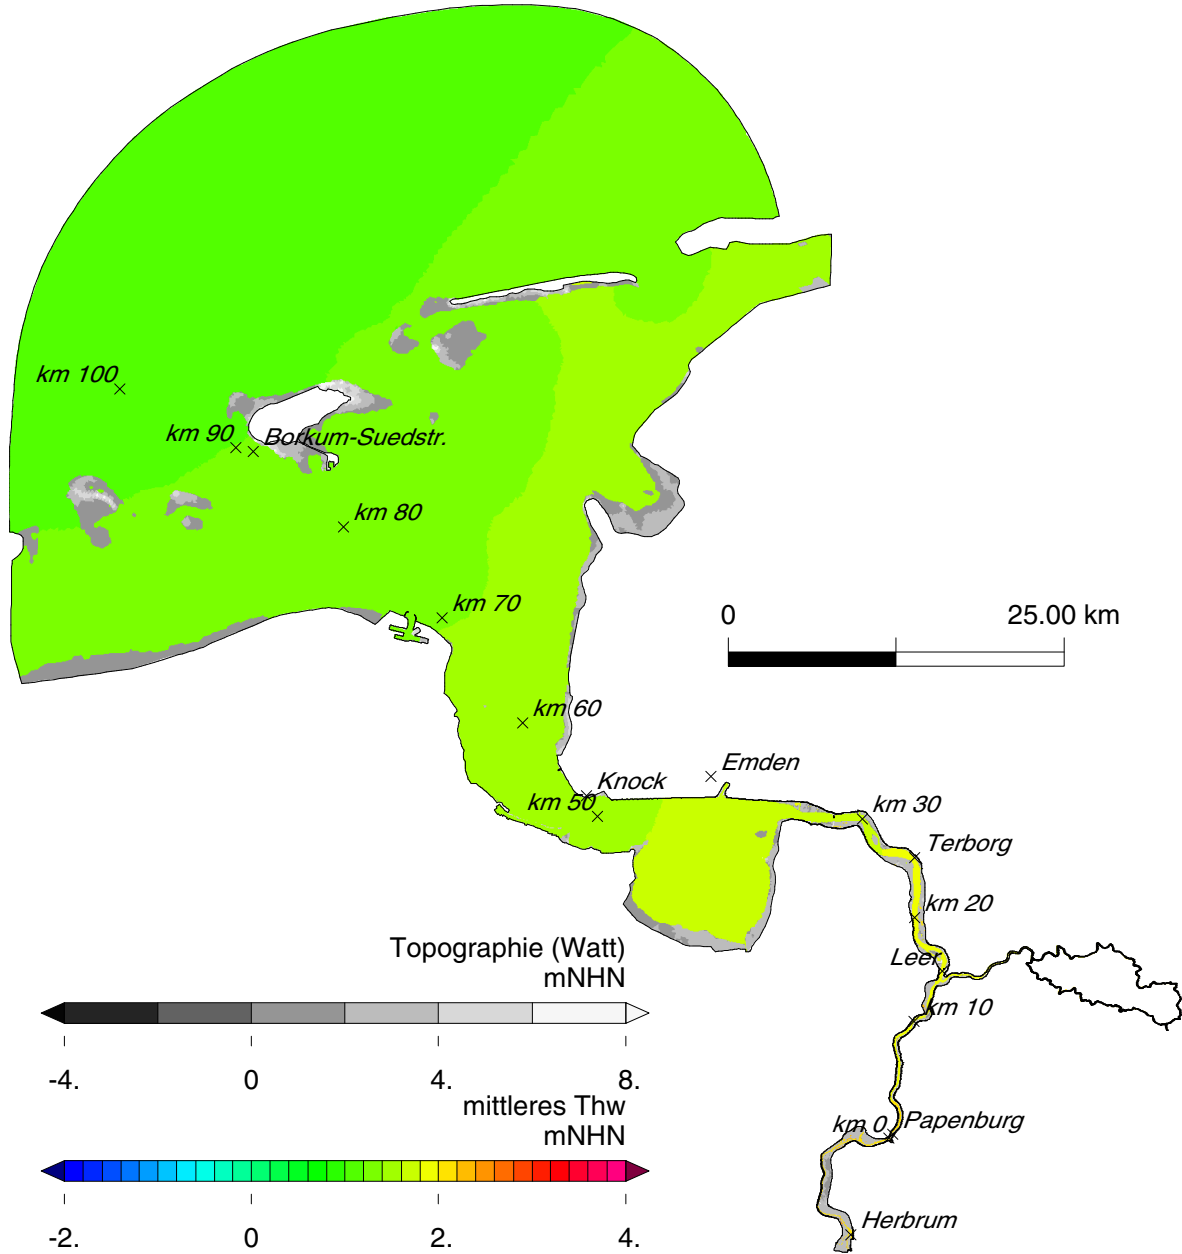 km 100
km 90
Borkum-Suedstr.
km 80
km 70
0 25.00 km
km 60
Emden
Knock
km 50
km 30
Terborg
km 20
Topographie (Watt)
mNHN
Leer
km 10
-4. 0 4. 8.
mittleres Thw
mNHN
km 0
Papenburg
Herbrum
-2. 0 2. 4.